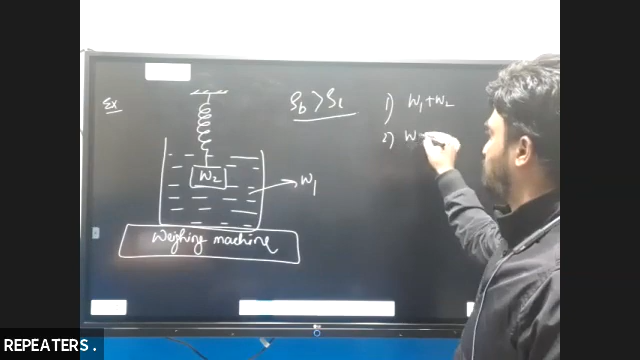 Ex
ρb > ρl
1) W1+W2
2) W
W2
W1
Weighing machine
REPEATERS.